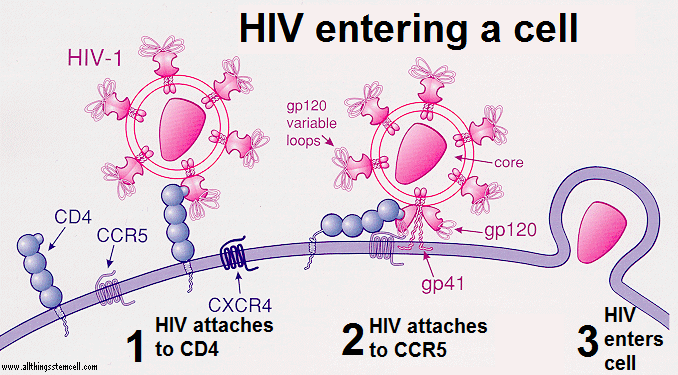 HIV entering a cell
HIV-1
gp120
variable
loops
core
CD4
CCR5
gp120
gp41
CXCR4
1 HIV attaches
to CD4
2 HIV attaches
to CCR5
3 HIV
enters
cell
www.allthingsstemcell.com